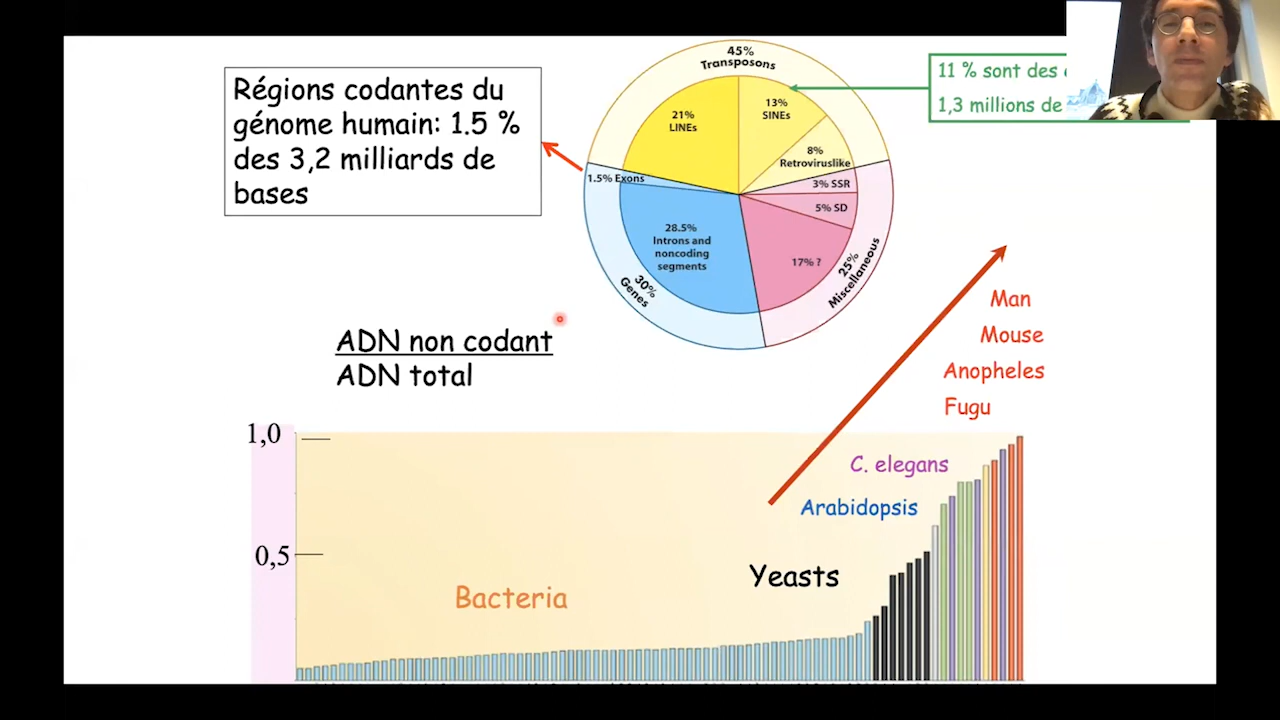 Régions codantes du
génome humain: 1.5 %
des 3,2 milliards de
bases
45%
Transposons
21%
LINEs
13%
SINEs
8%
Retroviruslike
3% SSR
5% SD
17% ?
25%
Miscellaneous
1.5% Exons
28.5%
Introns and
noncoding
segments
30%
Genes
11 % sont des
1,3 millions de
ADN non codant
ADN total
Man
Mouse
Anopheles
Fugu
C. elegans
Arabidopsis
Yeasts
Bacteria
1,0
0,5